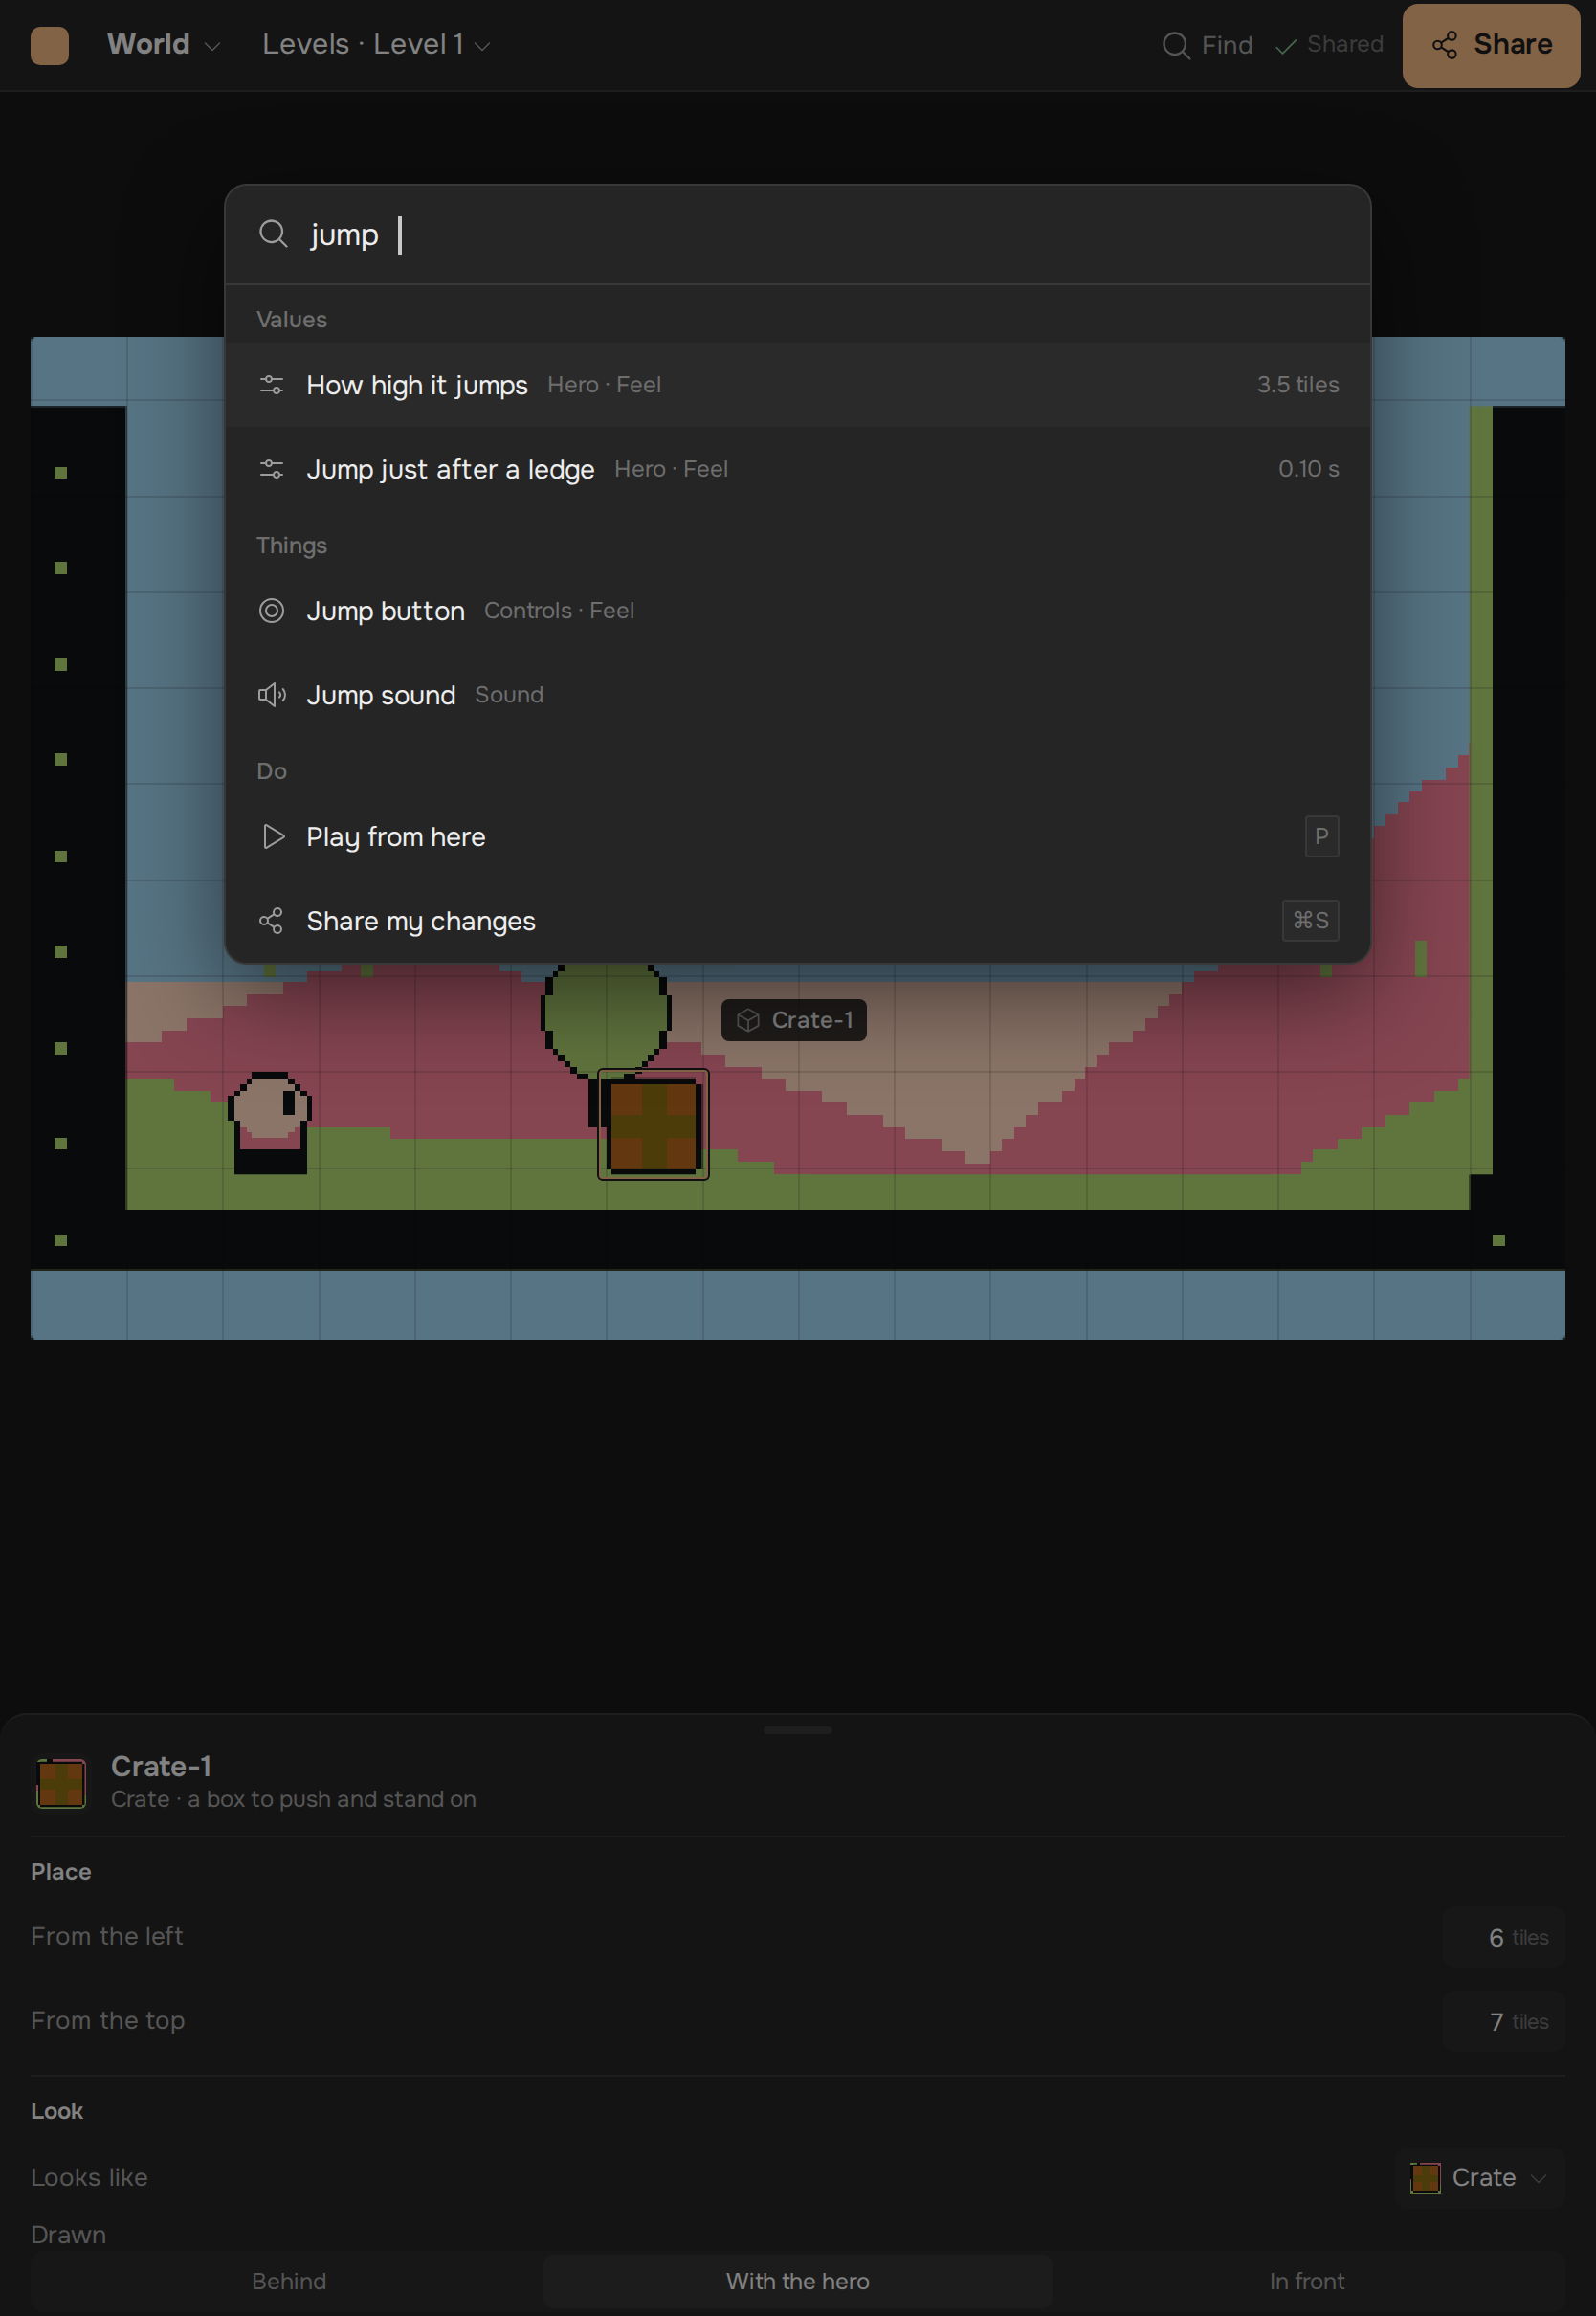 World
Levels · Level 1
Find
Shared
Share
jump
Values
How high it jumps Hero · Feel 3.5 tiles
Jump just after a ledge Hero · Feel 0.10 s
Things
Jump button Controls · Feel
Jump sound Sound
Do
Play from here P
Share my changes ⌘S
Crate-1
Crate-1
Crate · a box to push and stand on
Place
From the left 6 tiles
From the top 7 tiles
Look
Looks like Crate
Drawn
Behind With the hero In front